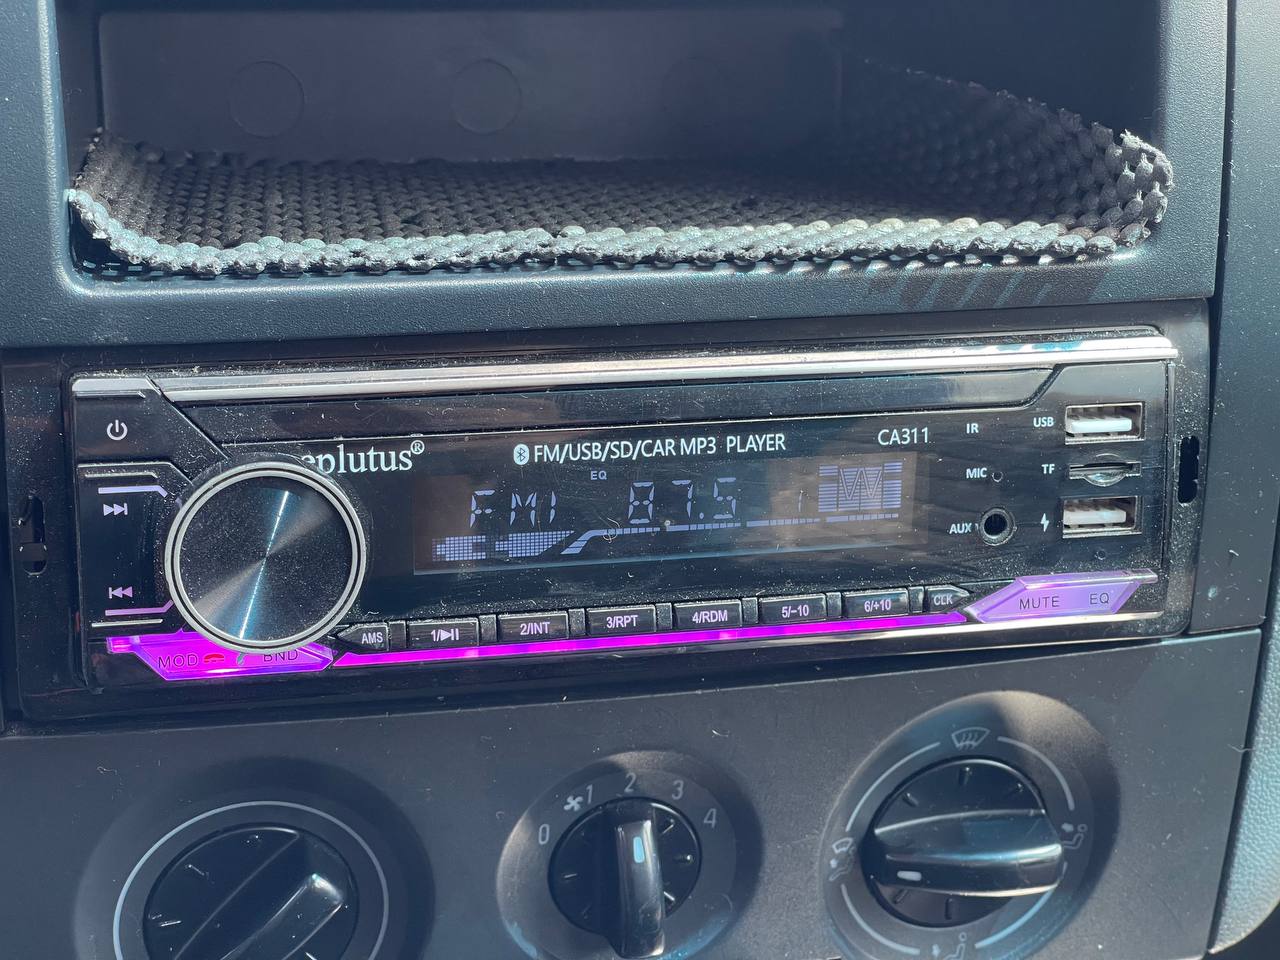 eplutus®
FM/USB/SD/CAR MP3 PLAYER
CA311
IR
USB
EQ
MIC
TF
FM1 87.5
AUX
AMS
1/
2/INT
3/RPT
4/RDM
5/-10
6/+10
CLK
MUTE EQ
MOD BND
0 1 2 3 4